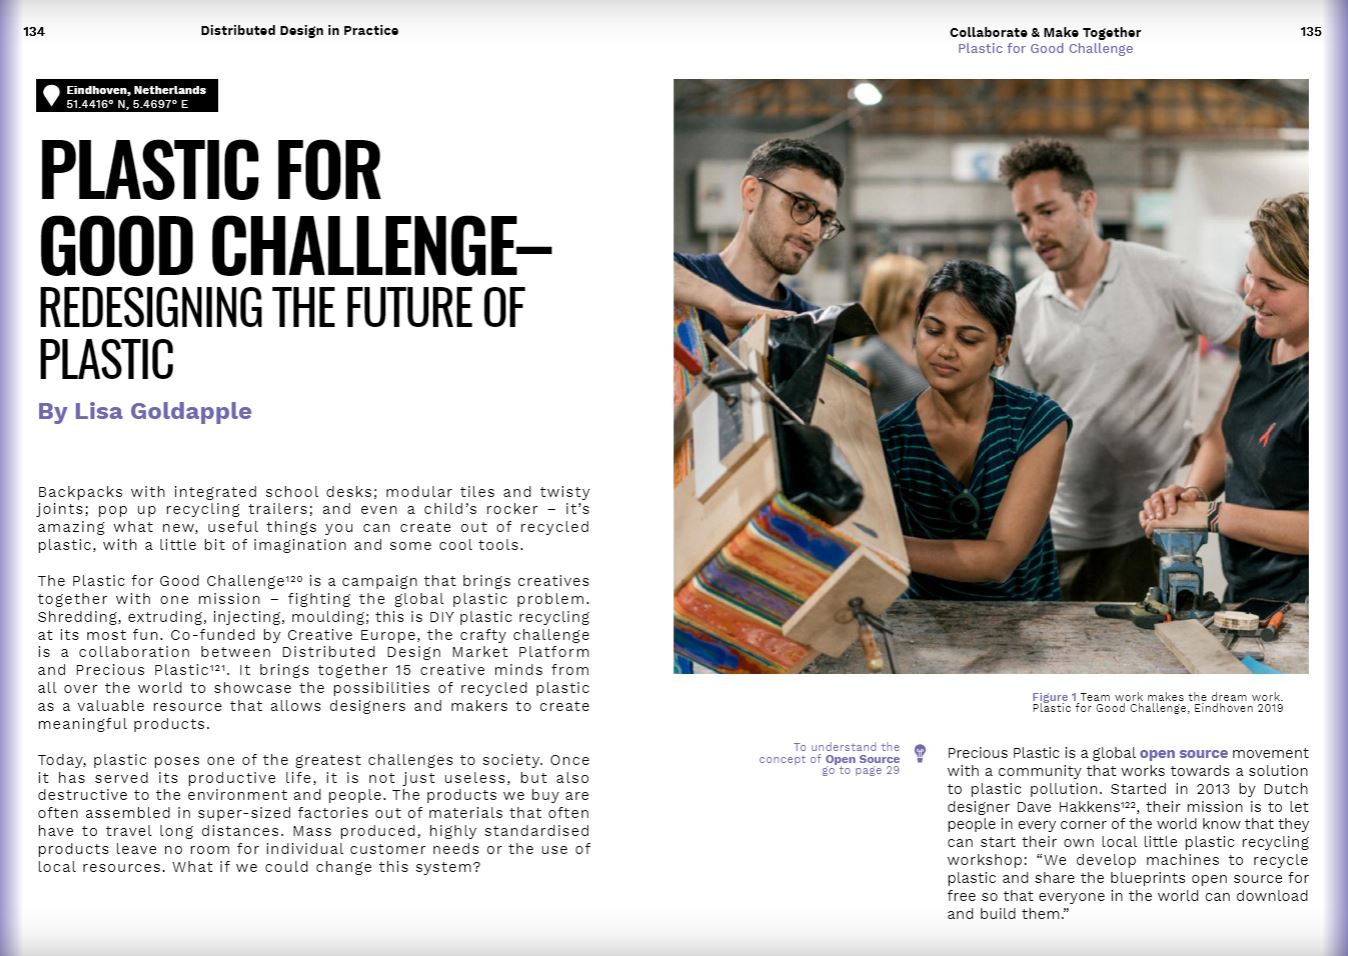 134
Distributed Design in Practice
Collaborate & Make Together
Plastic for Good Challenge
135
Eindhoven, Netherlands
51.4416° N, 5.4697° E
PLASTIC FOR
GOOD CHALLENGE–
REDESIGNING THE FUTURE OF
PLASTIC
By Lisa Goldapple
Backpacks with integrated school desks; modular tiles and twisty
joints; pop up recycling trailers; and even a child’s rocker – it’s
amazing what new, useful things you can create out of recycled
plastic, with a little bit of imagination and some cool tools.
The Plastic for Good Challenge¹²⁰ is a campaign that brings creatives
together with one mission – fighting the global plastic problem.
Shredding, extruding, injecting, moulding; this is DIY plastic recycling
at its most fun. Co-funded by Creative Europe, the crafty challenge
is a collaboration between Distributed Design Market Platform
and Precious Plastic¹²¹. It brings together 15 creative minds from
all over the world to showcase the possibilities of recycled plastic
as a valuable resource that allows designers and makers to create
meaningful products.
Today, plastic poses one of the greatest challenges to society. Once
it has served its productive life, it is not just useless, but also
destructive to the environment and people. The products we buy are
often assembled in super-sized factories out of materials that often
have to travel long distances. Mass produced, highly standardised
products leave no room for individual customer needs or the use of
local resources. What if we could change this system?
Figure 1 Team work makes the dream work.
Plastic for Good Challenge, Eindhoven 2019
To understand the
concept of Open Source
go to page 29
Precious Plastic is a global open source movement
with a community that works towards a solution
to plastic pollution. Started in 2013 by Dutch
designer Dave Hakkens¹²², their mission is to let
people in every corner of the world know that they
can start their own local little plastic recycling
workshop: “We develop machines to recycle
plastic and share the blueprints open source for
free so that everyone in the world can download
and build them.”